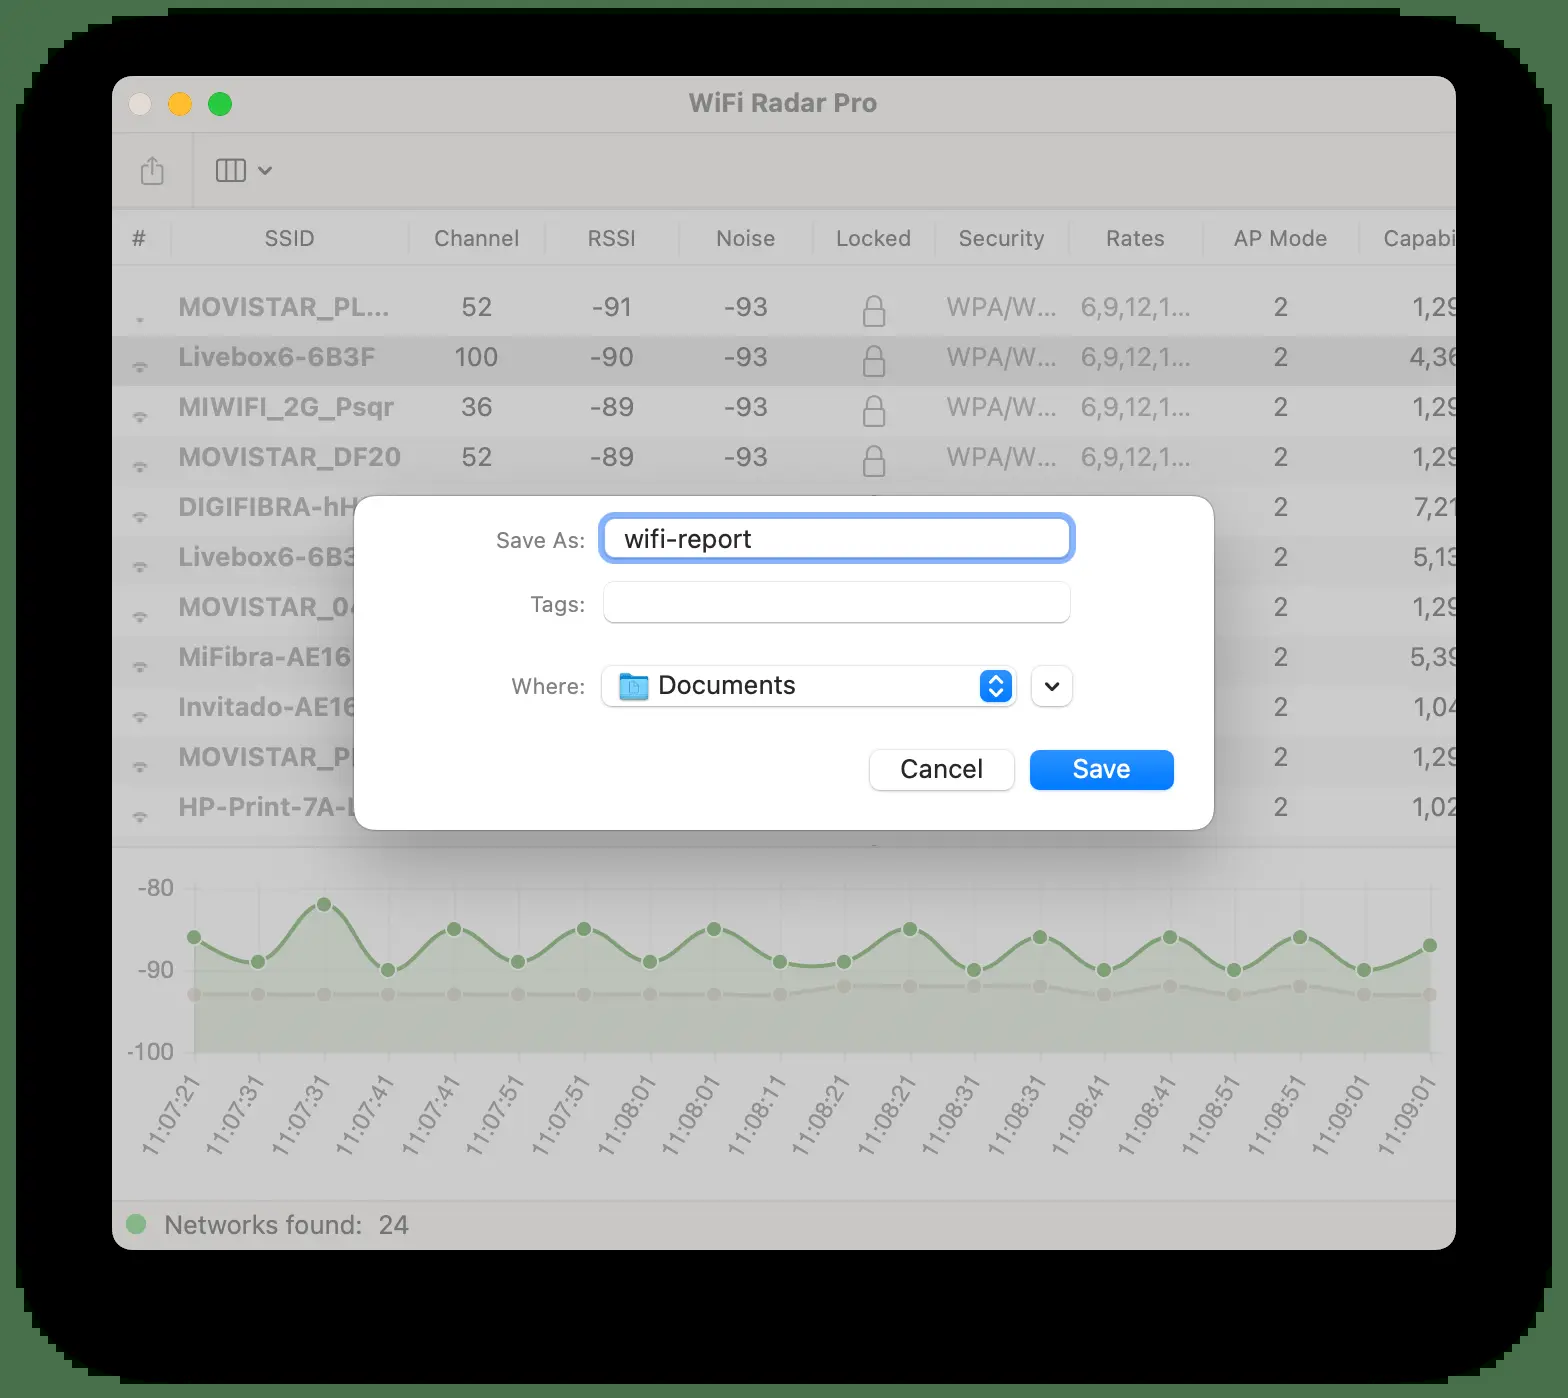 WiFi Radar Pro
# SSID Channel RSSI Noise Locked Security Rates AP Mode Capabi
MOVISTAR_PL... 52 -91 -93 WPA/W... 6,9,12,1... 2 1,29
Livebox6-6B3F 100 -90 -93 WPA/W... 6,9,12,1... 2 4,36
MIWIFI_2G_Psqr 36 -89 -93 WPA/W... 6,9,12,1... 2 1,29
MOVISTAR_DF20 52 -89 -93 WPA/W... 6,9,12,1... 2 1,29
DIGIFIBRA-hH 2 7,21
Livebox6-6B3 2 5,13
MOVISTAR_04 2 1,29
MiFibra-AE16 2 5,39
Invitado-AE16 2 1,04
MOVISTAR_Pl 2 1,29
HP-Print-7A-L 2 1,02
Save As: wifi-report
Tags:
Where: Documents
Cancel Save
-80
-90
-100
11:07:21 11:07:31 11:07:31 11:07:41 11:07:41 11:07:51 11:07:51 11:08:01 11:08:01 11:08:11 11:08:21 11:08:21 11:08:31 11:08:31 11:08:41 11:08:41 11:08:51 11:08:51 11:09:01 11:09:01
Networks found: 24